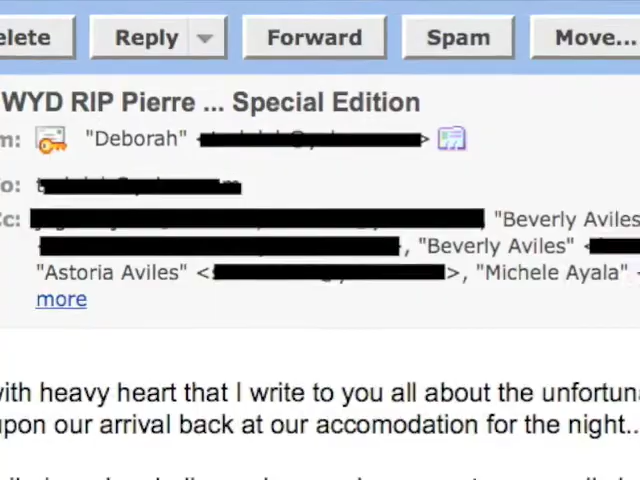 elete Reply Forward Spam Move...
WYD RIP Pierre ... Special Edition
m: "Deborah" < >
o:
Cc: , "Beverly Aviles
, "Beverly Aviles" <
"Astoria Aviles" < >, "Michele Ayala" <
more
with heavy heart that I write to you all about the unfortuna
upon our arrival back at our accomodation for the night..